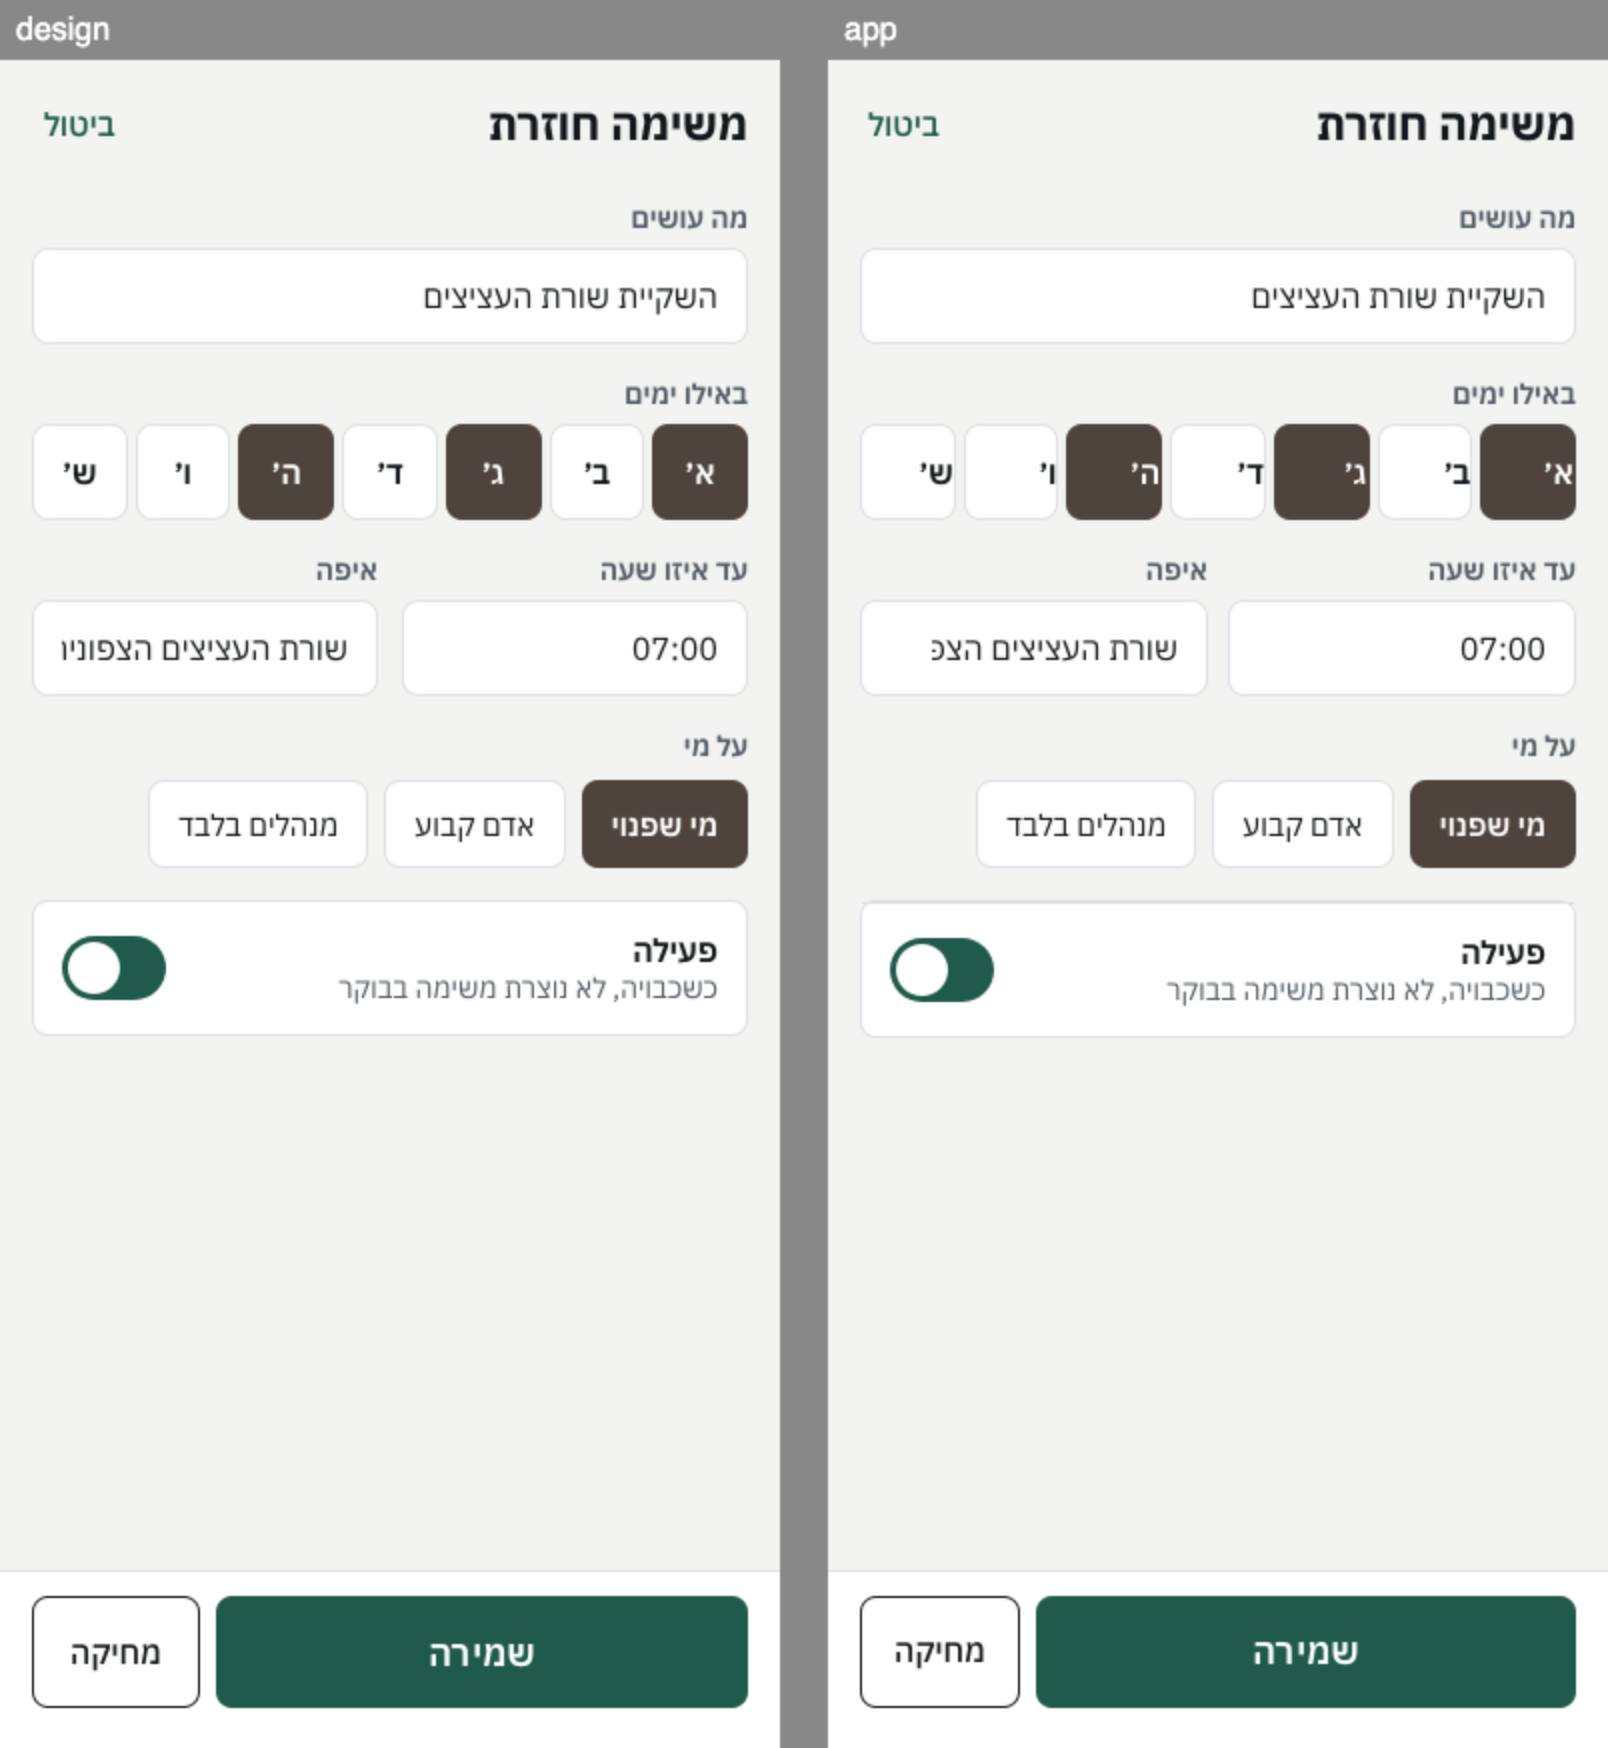 design
משימה חוזרת
ביטול
מה עושים
השקיית שורת העציצים
באילו ימים
א׳ ב׳ ג׳ ד׳ ה׳ ו׳ ש׳
עד איזו שעה
איפה
07:00
שורת העציצים הצפוני
על מי
מי שפנוי
אדם קבוע
מנהלים בלבד
פעילה
כשכבויה, לא נוצרת משימה בבוקר
שמירה
מחיקה
app
משימה חוזרת
ביטול
מה עושים
השקיית שורת העציצים
באילו ימים
א׳ ב׳ ג׳ ד׳ ה׳ ו׳ ש׳
עד איזו שעה
איפה
07:00
שורת העציצים הצפ
על מי
מי שפנוי
אדם קבוע
מנהלים בלבד
פעילה
כשכבויה, לא נוצרת משימה בבוקר
שמירה
מחיקה